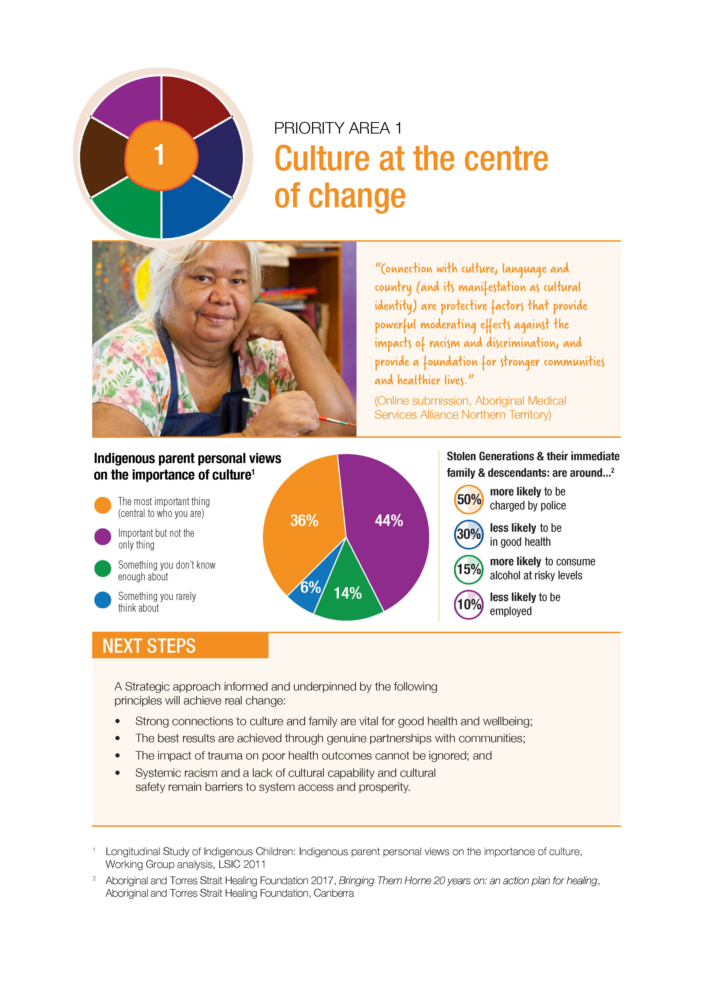 1
PRIORITY AREA 1
Culture at the centre
of change
“Connection with culture, language and
country (and its manifestation as cultural
identity) are protective factors that provide
powerful moderating effects against the
impacts of racism and discrimination, and
provide a foundation for stronger communities
and healthier lives.”
(Online submission, Aboriginal Medical
Services Alliance Northern Territory)
Indigenous parent personal views
on the importance of culture¹
The most important thing
(central to who you are)
Important but not the
only thing
Something you don't know
enough about
Something you rarely
think about
36%
44%
6%
14%
Stolen Generations & their immediate
family & descendants: are around...²
50%
more likely to be
charged by police
30%
less likely to be
in good health
15%
more likely to consume
alcohol at risky levels
10%
less likely to be
employed
NEXT STEPS
A Strategic approach informed and underpinned by the following
principles will achieve real change:
• Strong connections to culture and family are vital for good health and wellbeing;
• The best results are achieved through genuine partnerships with communities;
• The impact of trauma on poor health outcomes cannot be ignored; and
• Systemic racism and a lack of cultural capability and cultural
safety remain barriers to system access and prosperity.
¹ Longitudinal Study of Indigenous Children: Indigenous parent personal views on the importance of culture,
Working Group analysis, LSIC 2011
² Aboriginal and Torres Strait Healing Foundation 2017, Bringing Them Home 20 years on: an action plan for healing,
Aboriginal and Torres Strait Healing Foundation, Canberra